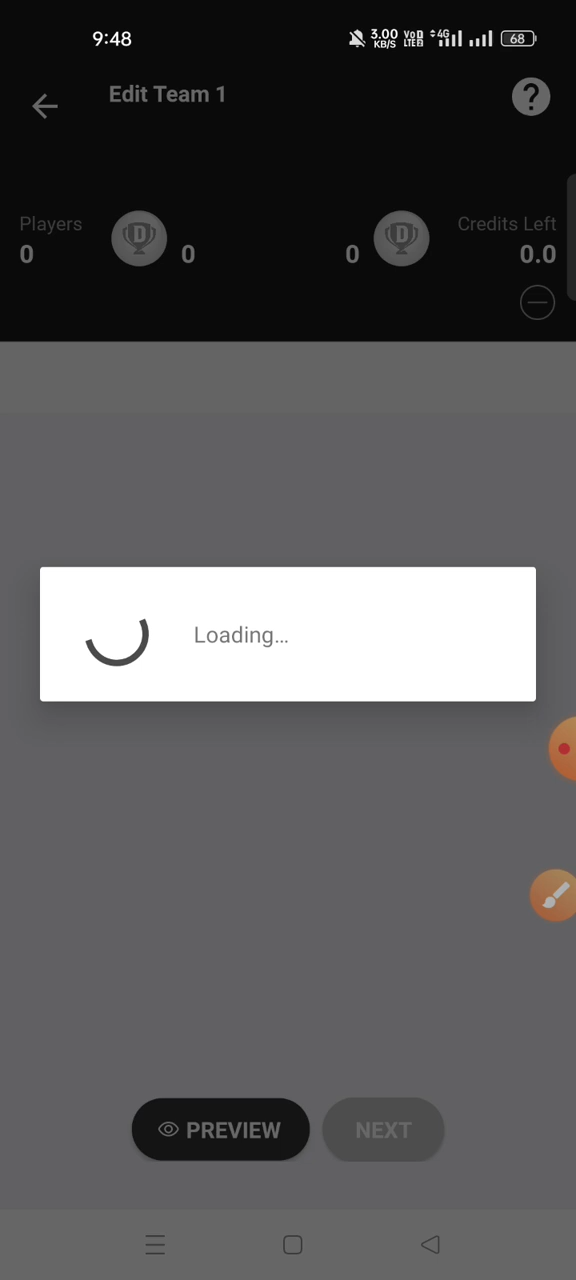 9:48
3.00 KB/S VoD LTE 2 4G 68
Edit Team 1
?
Players
Credits Left
0
D
0
0
D
0.0
Loading...
PREVIEW
NEXT